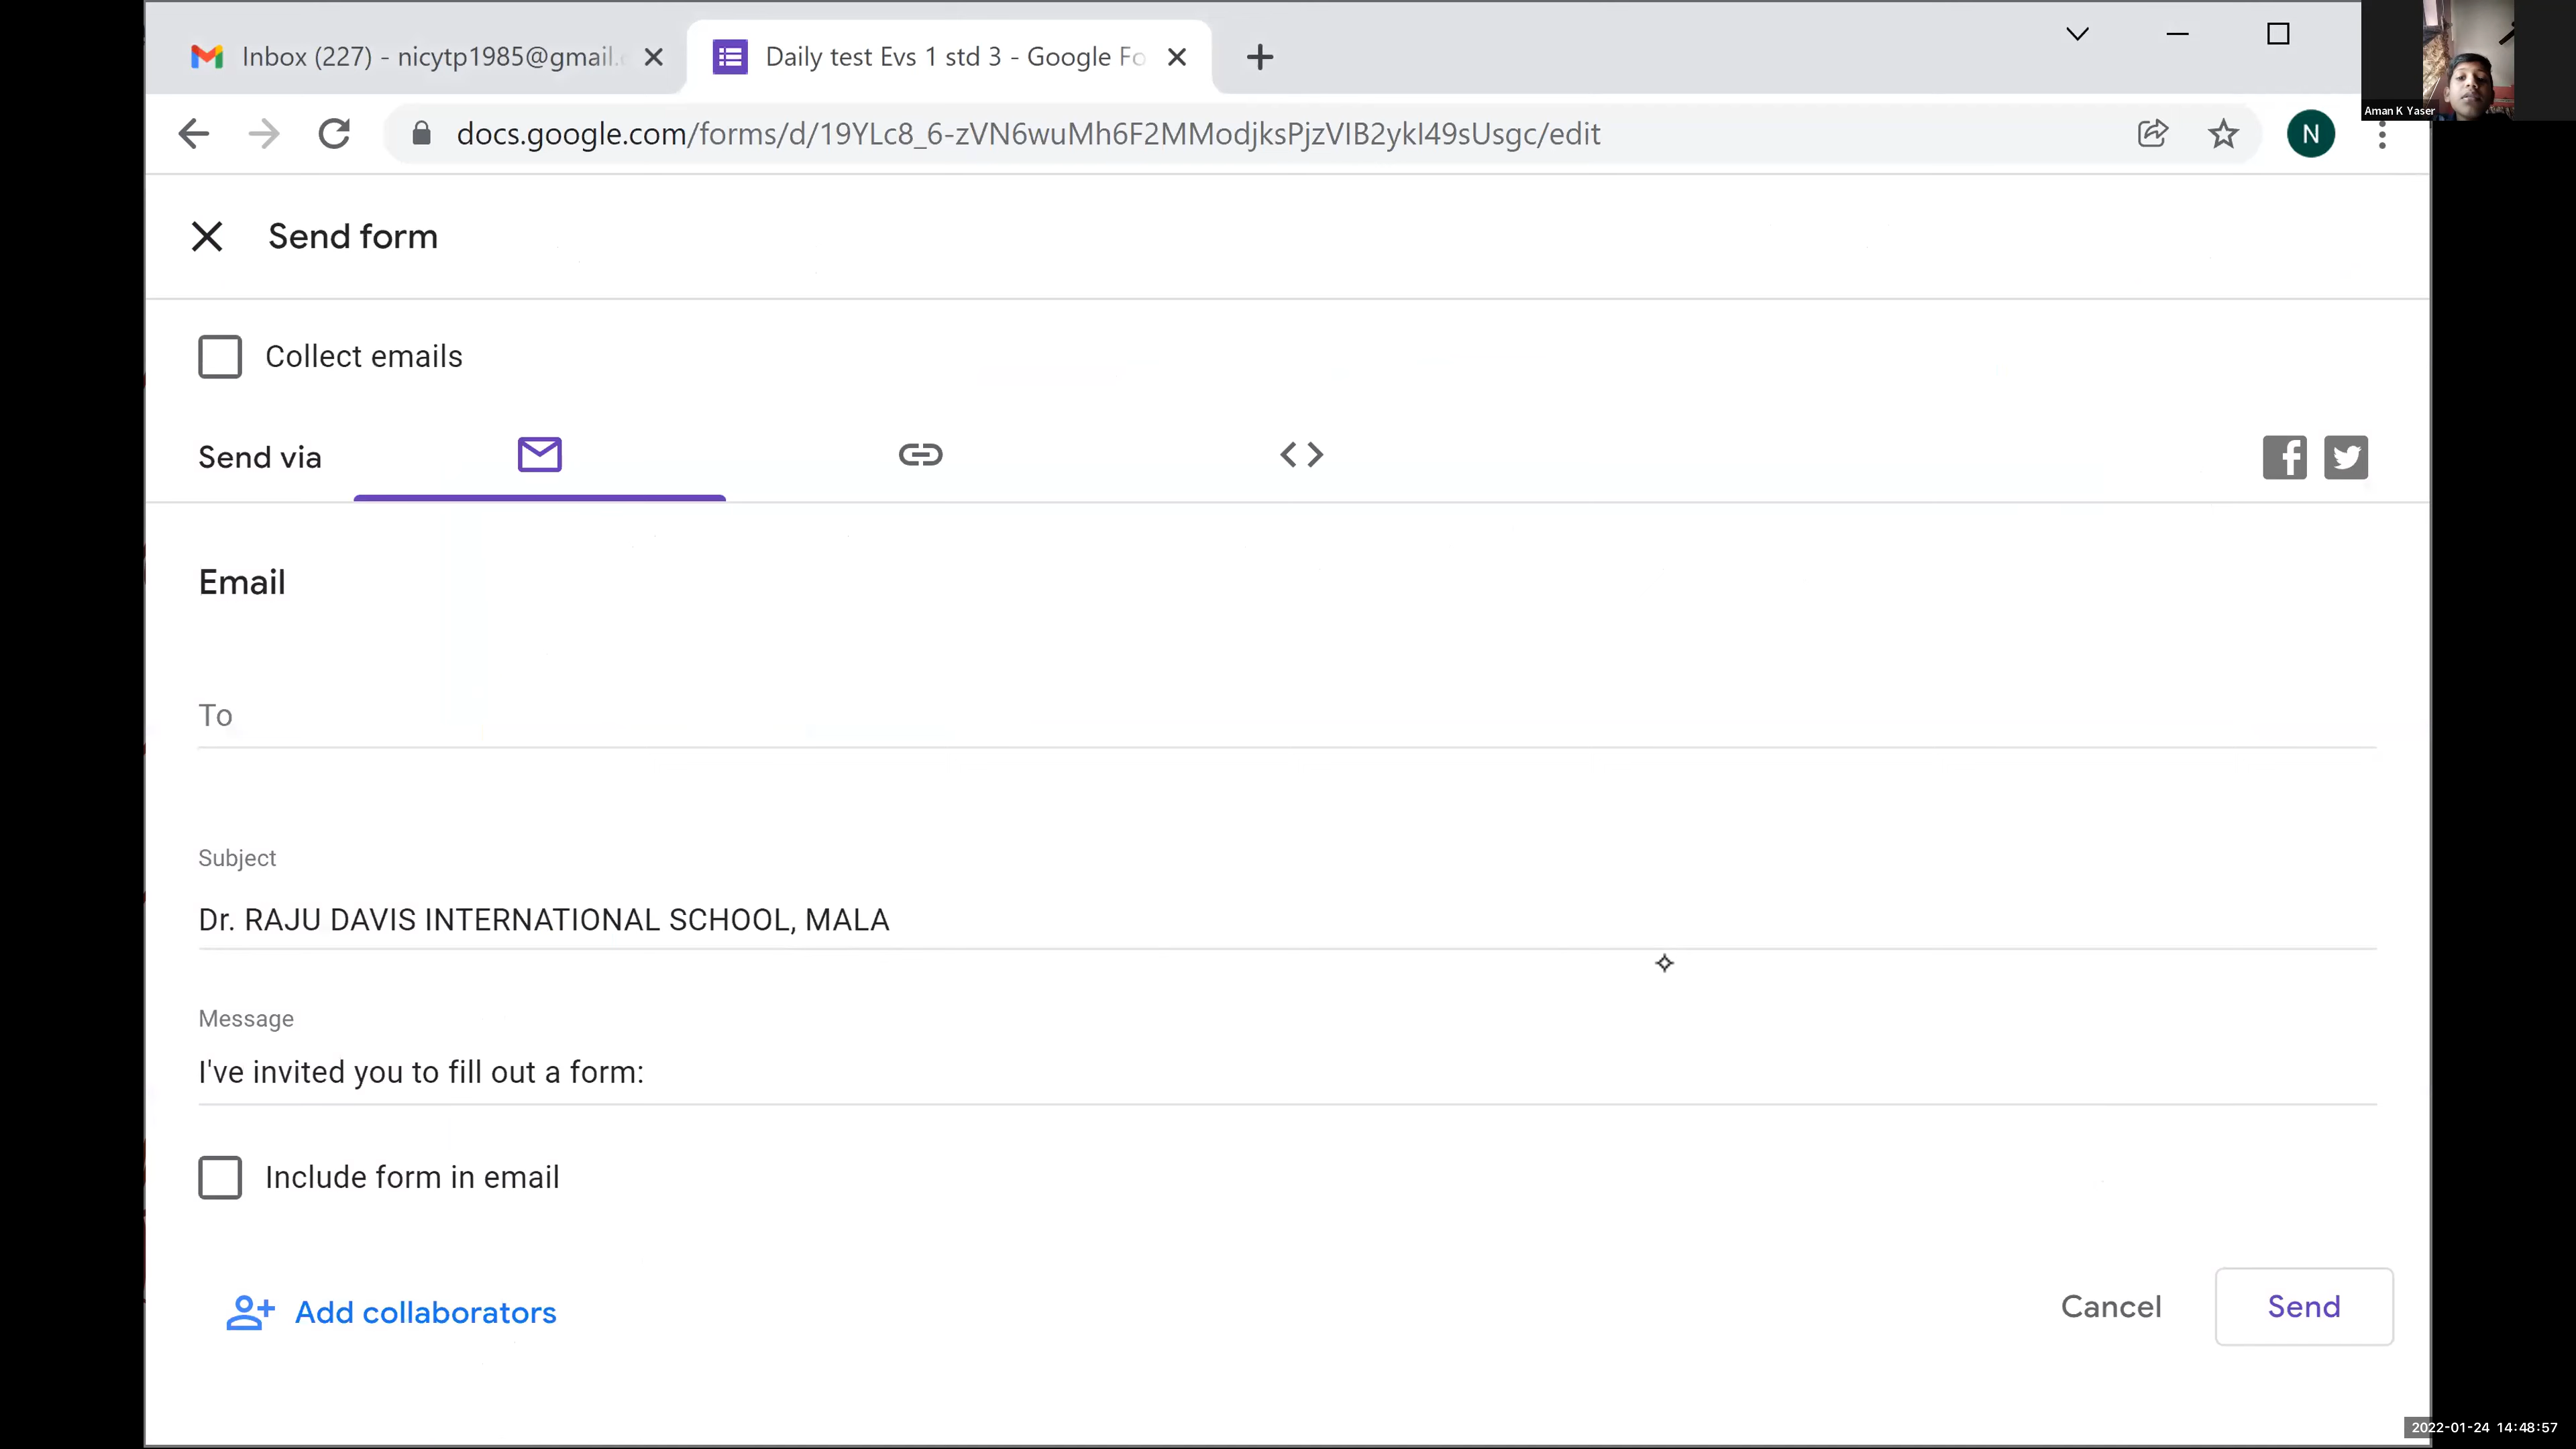 Inbox (227) - nicytp1985@gmail.
Daily test Evs 1 std 3 - Google Fo
docs.google.com/forms/d/19YLc8_6-zVN6wuMh6F2MModjksPjzVIB2ykI49sUsgc/edit
N
Aman K Yaser
Send form
Collect emails
Send via
Email
To
Subject
Dr. RAJU DAVIS INTERNATIONAL SCHOOL, MALA
Message
I've invited you to fill out a form:
Include form in email
Add collaborators
Cancel
Send
2022-01-24 14:48:57